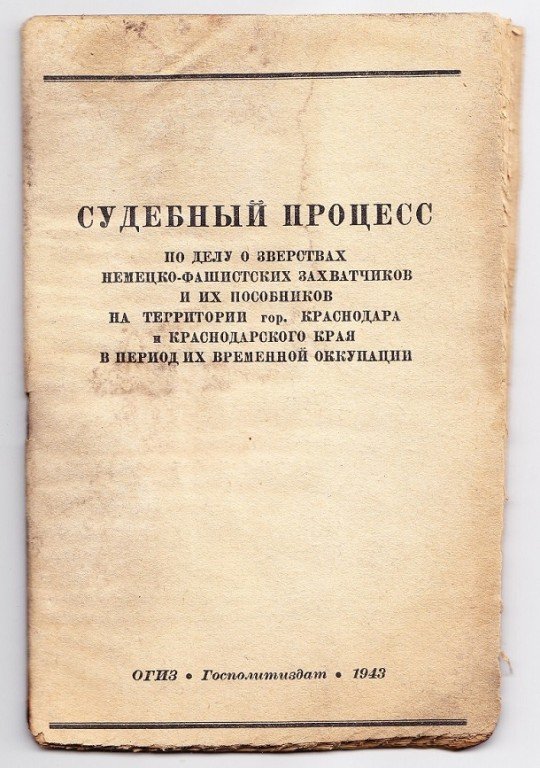 СУДЕБНЫЙ ПРОЦЕСС
ПО ДЕЛУ О ЗВЕРСТВАХ
НЕМЕЦКО-ФАШИСТСКИХ ЗАХВАТЧИКОВ
И ИХ ПОСОБНИКОВ
НА ТЕРРИТОРИИ гор. КРАСНОДАРА
и КРАСНОДАРСКОГО КРАЯ
В ПЕРИОД ИХ ВРЕМЕННОЙ ОККУПАЦИИ
ОГИЗ • Госполитиздат • 1943